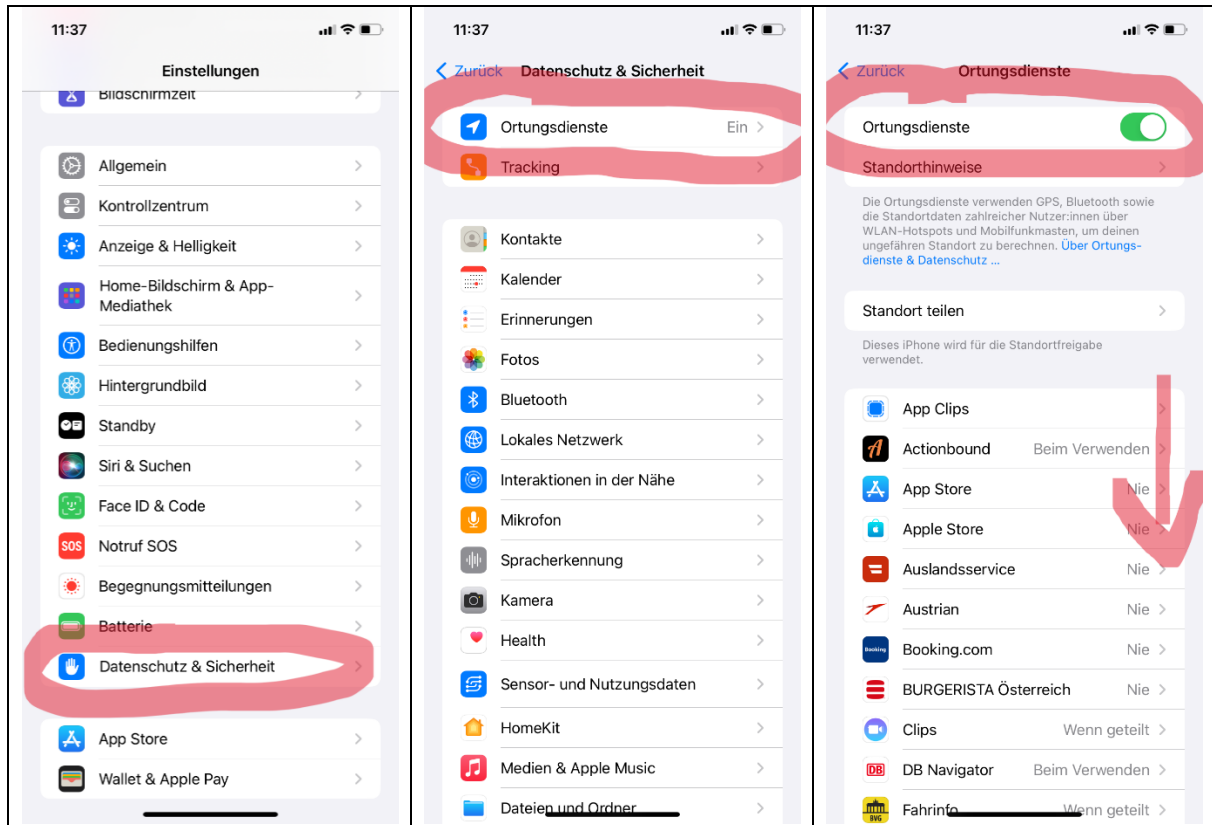 11:37
Einstellungen
Bildschirmzeit
Allgemein
Kontrollzentrum
Anzeige & Helligkeit
Home-Bildschirm & App-
Mediathek
Bedienungshilfen
Hintergrundbild
Standby
Siri & Suchen
Face ID & Code
SOS
Notruf SOS
Begegnungsmitteilungen
Batterie
Datenschutz & Sicherheit
App Store
Wallet & Apple Pay
11:37
Zurück Datenschutz & Sicherheit
Ortungsdienste Ein
Tracking
Kontakte
Kalender
Erinnerungen
Fotos
Bluetooth
Lokales Netzwerk
Interaktionen in der Nähe
Mikrofon
Spracherkennung
Kamera
Health
Sensor- und Nutzungsdaten
HomeKit
Medien & Apple Music
Dateien und Ordner
11:37
Zurück Ortungsdienste
Ortungsdienste
Standorthinweise
Die Ortungsdienste verwenden GPS, Bluetooth sowie
die Standortdaten zahlreicher Nutzer:innen über
WLAN-Hotspots und Mobilfunkmasten, um deinen
ungefähren Standort zu berechnen. Über Ortungs-
dienste & Datenschutz ...
Standort teilen
Dieses iPhone wird für die Standortfreigabe
verwendet.
App Clips
Actionbound Beim Verwenden
App Store Nie
Apple Store Nie
Auslandsservice Nie
Austrian Nie
Booking
Booking.com Nie
BURGERISTA Österreich Nie
Clips Wenn geteilt
DB
DB Navigator Beim Verwenden
BVG
Fahrinfo Wenn geteilt